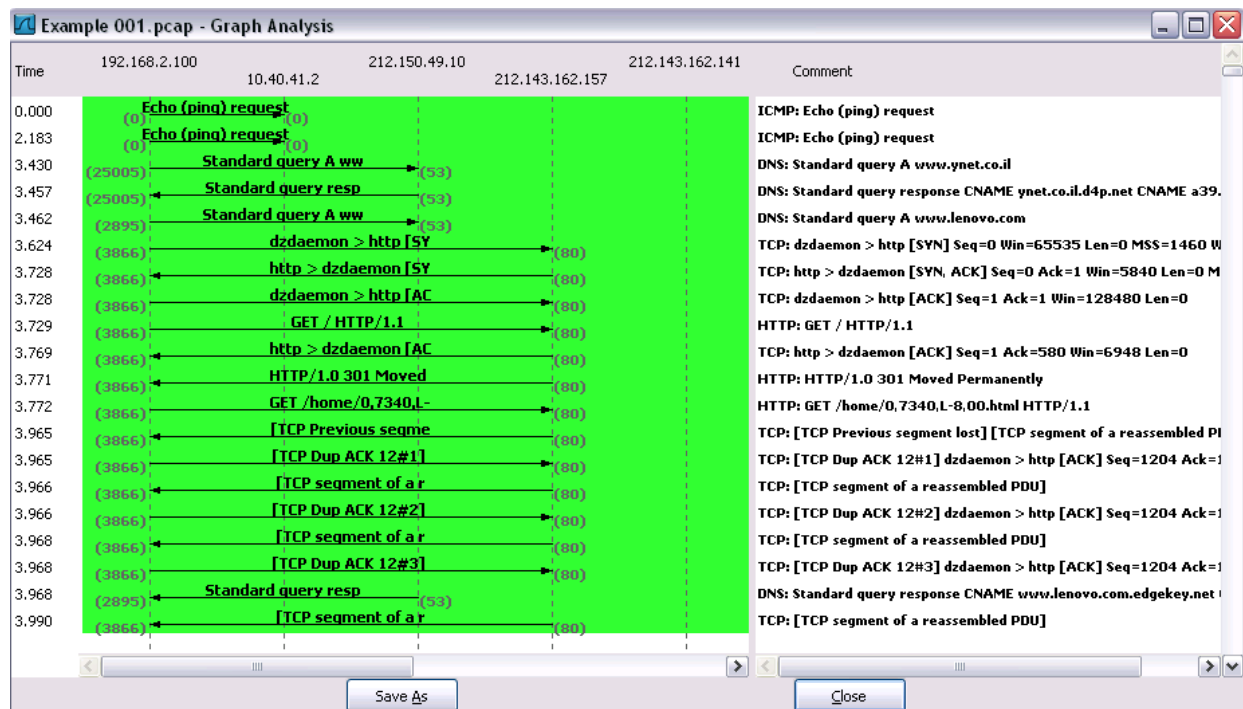 Example 001.pcap - Graph Analysis
Time 192.168.2.100 10.40.41.2 212.150.49.10 212.143.162.157 212.143.162.141 Comment
0.000 Echo (ping) request (0) (0) ICMP: Echo (ping) request
2.183 Echo (ping) request (0) (0) ICMP: Echo (ping) request
3.430 Standard query A ww (25005) (53) DNS: Standard query A www.ynet.co.il
3.457 Standard query resp (25005) (53) DNS: Standard query response CNAME ynet.co.il.d4p.net CNAME a39.
3.462 Standard query A ww (2895) (53) DNS: Standard query A www.lenovo.com
3.624 dzdaemon > http [SY (3866) (80) TCP: dzdaemon > http [SYN] Seq=0 Win=65535 Len=0 MSS=1460 W
3.728 http > dzdaemon [SY (3866) (80) TCP: http > dzdaemon [SYN, ACK] Seq=0 Ack=1 Win=5840 Len=0 M
3.728 dzdaemon > http [AC (3866) (80) TCP: dzdaemon > http [ACK] Seq=1 Ack=1 Win=128480 Len=0
3.729 GET / HTTP/1.1 (3866) (80) HTTP: GET / HTTP/1.1
3.769 http > dzdaemon [AC (3866) (80) TCP: http > dzdaemon [ACK] Seq=1 Ack=580 Win=6948 Len=0
3.771 HTTP/1.0 301 Moved (3866) (80) HTTP: HTTP/1.0 301 Moved Permanently
3.772 GET /home/0,7340,L- (3866) (80) HTTP: GET /home/0,7340,L-8,00.html HTTP/1.1
3.965 [TCP Previous segme (3866) (80) TCP: [TCP Previous segment lost] [TCP segment of a reassembled PD
3.965 [TCP Dup ACK 12#1] (3866) (80) TCP: [TCP Dup ACK 12#1] dzdaemon > http [ACK] Seq=1204 Ack=1
3.966 [TCP segment of a r (3866) (80) TCP: [TCP segment of a reassembled PDU]
3.966 [TCP Dup ACK 12#2] (3866) (80) TCP: [TCP Dup ACK 12#2] dzdaemon > http [ACK] Seq=1204 Ack=1
3.968 [TCP segment of a r (3866) (80) TCP: [TCP segment of a reassembled PDU]
3.968 [TCP Dup ACK 12#3] (3866) (80) TCP: [TCP Dup ACK 12#3] dzdaemon > http [ACK] Seq=1204 Ack=1
3.968 Standard query resp (2895) (53) DNS: Standard query response CNAME www.lenovo.com.edgekey.net
3.990 [TCP segment of a r (3866) (80) TCP: [TCP segment of a reassembled PDU]
Save As Close